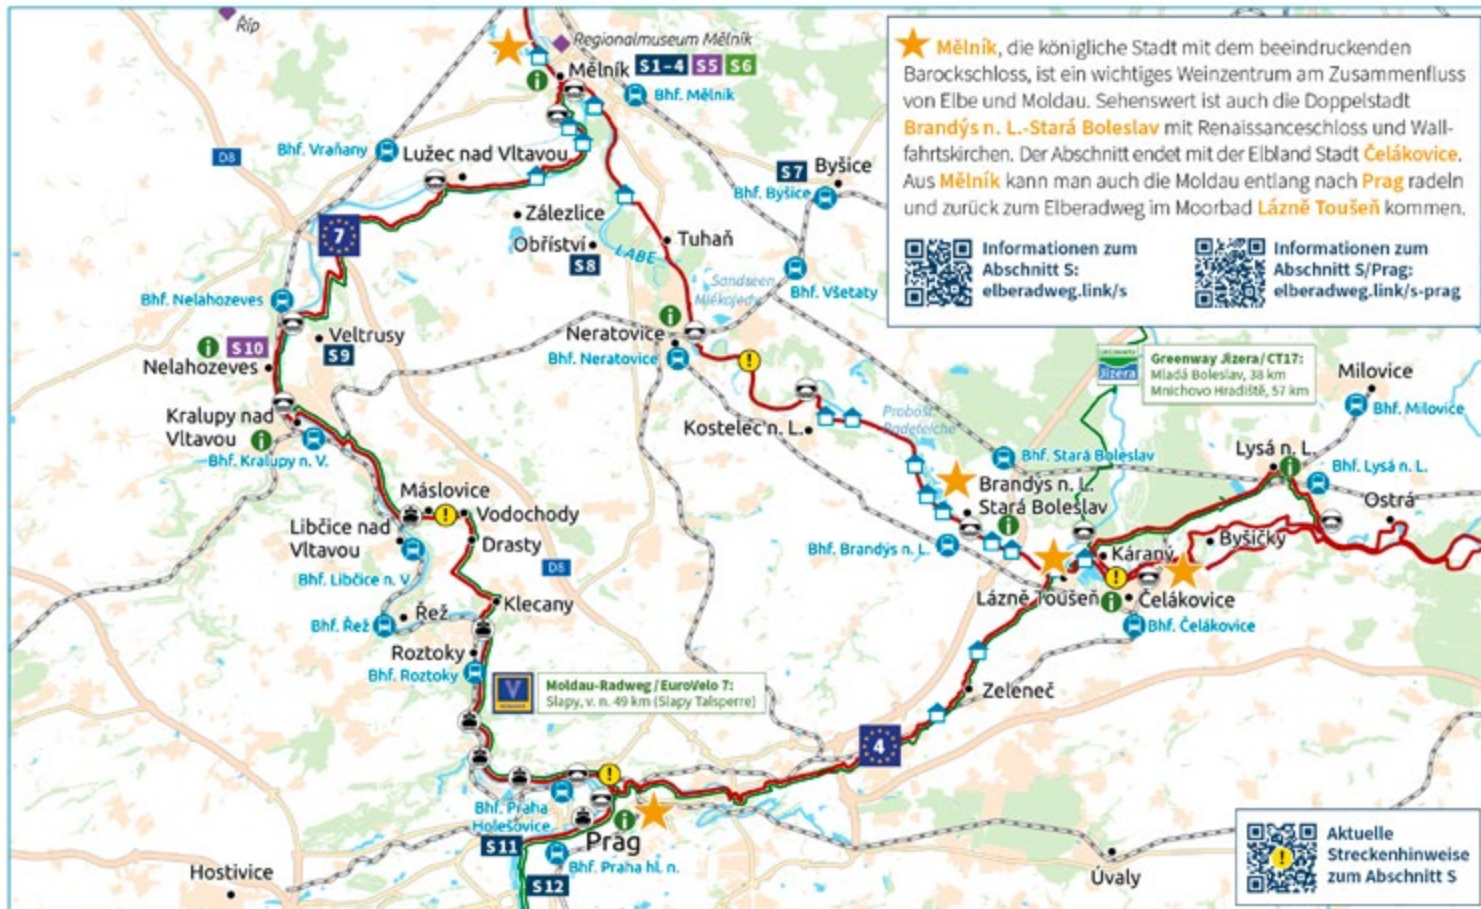 Říp
Regionalmuseum Mělník
Mělník S1-4 S5 S6
Bhf. Mělník
Mělník, die königliche Stadt mit dem beeindruckenden
Barockschloss, ist ein wichtiges Weinzentrum am Zusammenfluss
von Elbe und Moldau. Sehenswert ist auch die Doppelstadt
Brandýs n. L.-Stará Boleslav mit Renaissanceschloss und Wall-
fahrtskirchen. Der Abschnitt endet mit der Elbland Stadt Čelákovice.
Aus Mělník kann man auch die Moldau entlang nach Prag radeln
und zurück zum Elberadweg im Moorbad Lázně Toušeň kommen.
Informationen zum
Abschnitt S:
elberadweg.link/s
Informationen zum
Abschnitt S/Prag:
elberadweg.link/s-prag
D8
Bhf. Vraňany
Lužec nad Vltavou
S7 Byšice
Bhf. Byšice
Zálezlice
Obříství
S8
LABE
Tuhaň
7
Sandseen
Mlékojedy
Bhf. Všetaty
Bhf. Nelahozeves
Veltrusy
S9
S10
Nelahozeves
Neratovice
Bhf. Neratovice
Greenway Jizera/CT17:
Mladá Boleslav, 38 km
Mnichovo Hradiště, 57 km
Jizera
Milovice
Bhf. Milovice
Kralupy nad
Vltavou
Bhf. Kralupy n. V.
Kostelec n. L.
Probošt.
Badeteiche
Bhf. Stará Boleslav
Lysá n. L.
Bhf. Lysá n. L.
Ostrá
Brandýs n. L.
Stará Boleslav
Bhf. Brandýs n. L.
Máslovice
Vodochody
Libčice nad
Vltavou
Drasty
Bhf. Libčice n. V.
D8
Káraný
Byšičky
Lázně Toušeň
Čelákovice
Bhf. Čelákovice
Klecany
Řež
Bhf. Řež
Roztoky
Bhf. Roztoky
V
Moldau-Radweg/EuroVelo 7:
Slapy, v. n. 49 km (Slapy Talsperre)
Zeleneč
4
Bhf. Praha
Holešovice
Prag
S11
Bhf. Praha hl. n.
S12
Hostivice
Úvaly
Aktuelle
Streckenhinweise
zum Abschnitt S